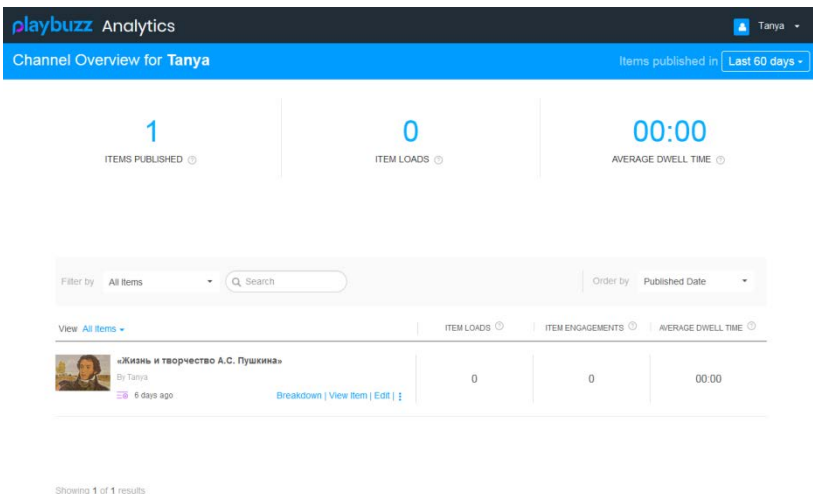 playbuzz Analytics
Tanya
Channel Overview for Tanya
Items published in Last 60 days
1
ITEMS PUBLISHED ?
0
ITEM LOADS ?
00:00
AVERAGE DWELL TIME ?
Filter by All Items
Search
Order by Published Date
View All Items
ITEM LOADS ?
ITEM ENGAGEMENTS ?
AVERAGE DWELL TIME ?
«Жизнь и творчество А.С. Пушкина»
By Tanya
6 days ago
Breakdown | View Item | Edit |
0
0
00:00
Showing 1 of 1 results